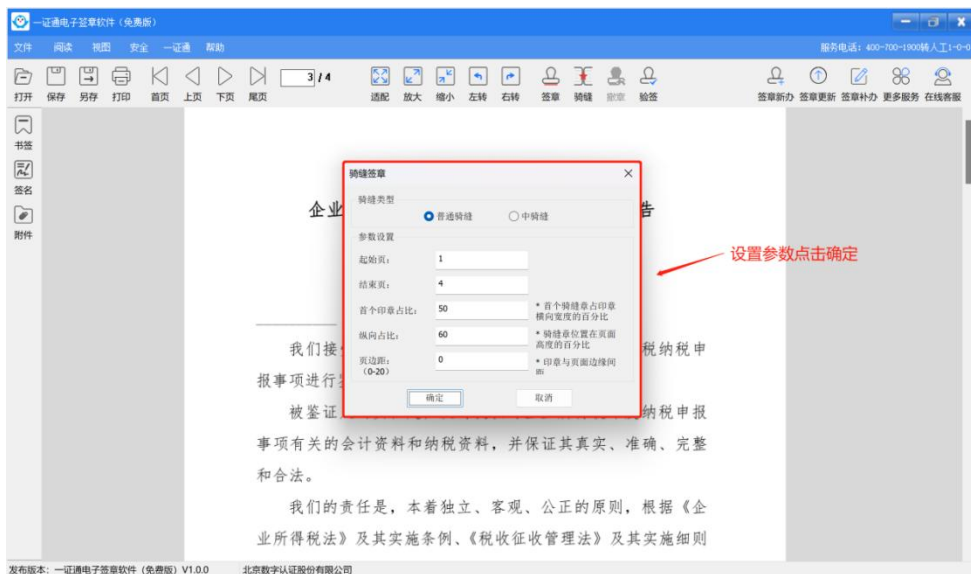 一证通电子签章软件（免费版）
文件 阅读 视图 安全 一证通 帮助
服务电话：400-700-1900转人工1-0-0
3 / 4
打开 保存 另存 打印 首页 上页 下页 尾页 适配 放大 缩小 左转 右转 签章 骑缝 撤章 验签 签章新办 签章更新 签章补办 更多服务 在线客服
书签
签名
附件
企业
告
骑缝签章
骑缝类型
普通骑缝 中骑缝
参数设置
起始页： 1
结束页： 4
首个印章占比： 50 * 首个骑缝章占印章
横向宽度的百分比
纵向占比： 60 * 骑缝章位置在页面
高度的百分比
页边距： 0 * 印章与页面边缘间
（0-20）
确定 取消
设置参数点击确定
我们接
税纳税申
报事项进行
被鉴证
纳税申报
事项有关的会计资料和纳税资料，并保证其真实、准确、完整
和合法。
我们的责任是，本着独立、客观、公正的原则，根据《企
业所得税法》及其实施条例、《税收征收管理法》及其实施细则
发布版本：一证通电子签章软件（免费版）V1.0.0 北京数字认证股份有限公司